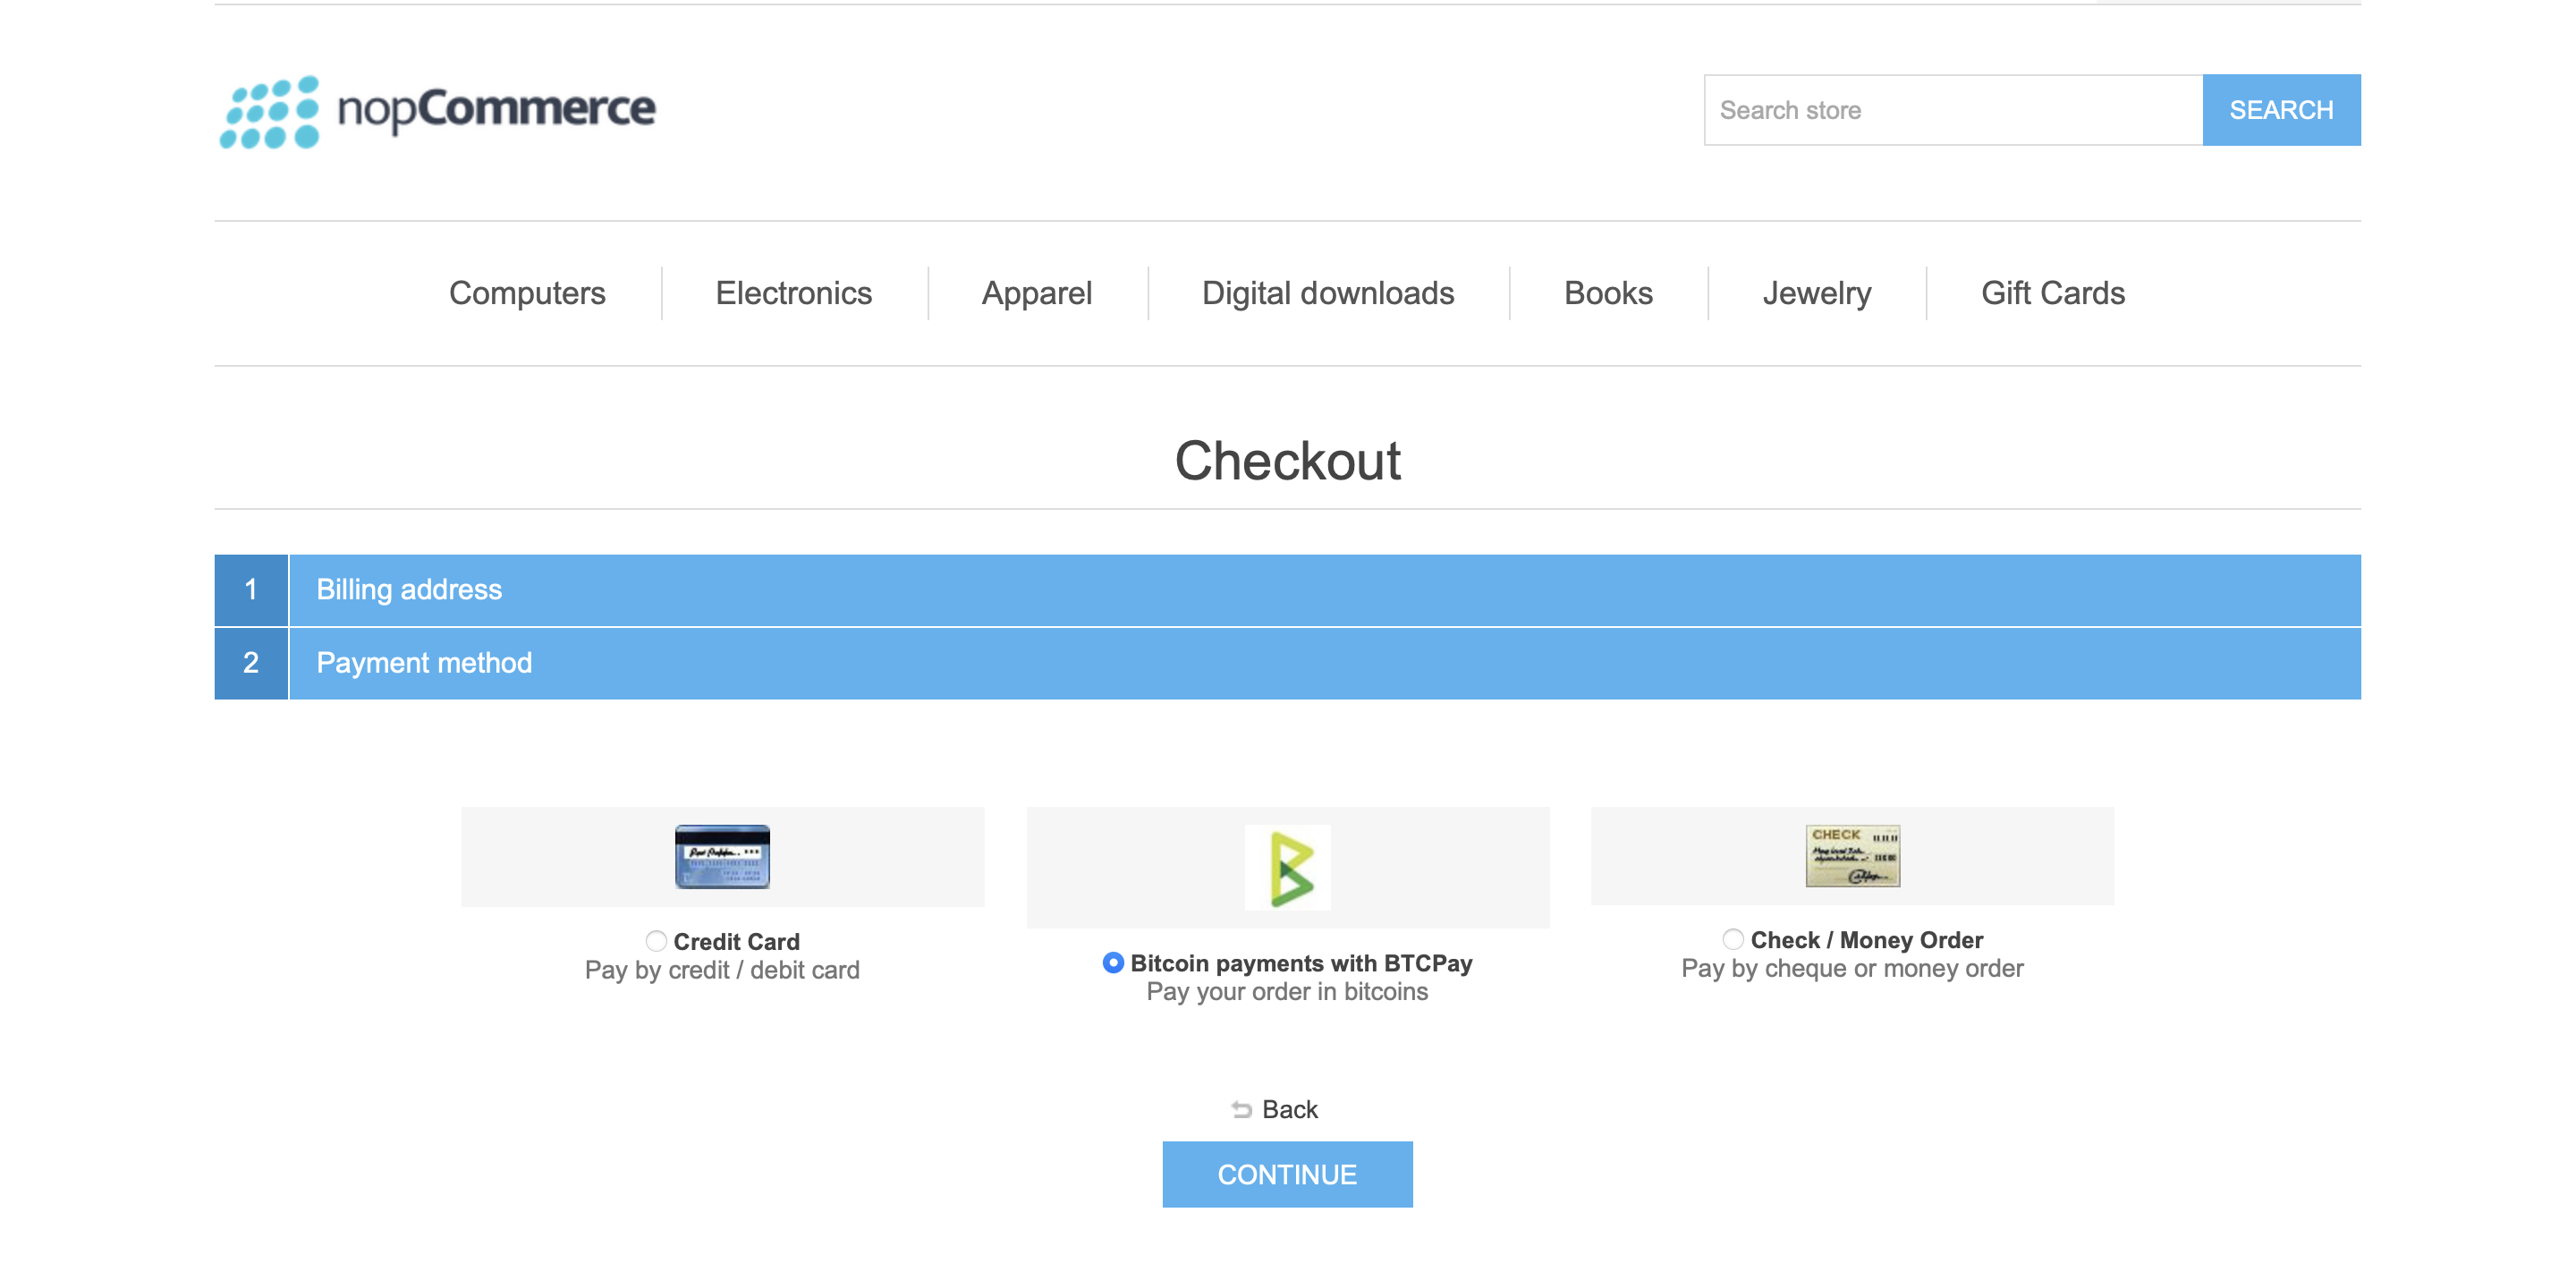 nopCommerce
Search store
SEARCH
Computers
Electronics
Apparel
Digital downloads
Books
Jewelry
Gift Cards
Checkout
1 Billing address
2 Payment method
CHECK
Credit Card
Pay by credit / debit card
Bitcoin payments with BTCPay
Pay your order in bitcoins
Check / Money Order
Pay by cheque or money order
Back
CONTINUE